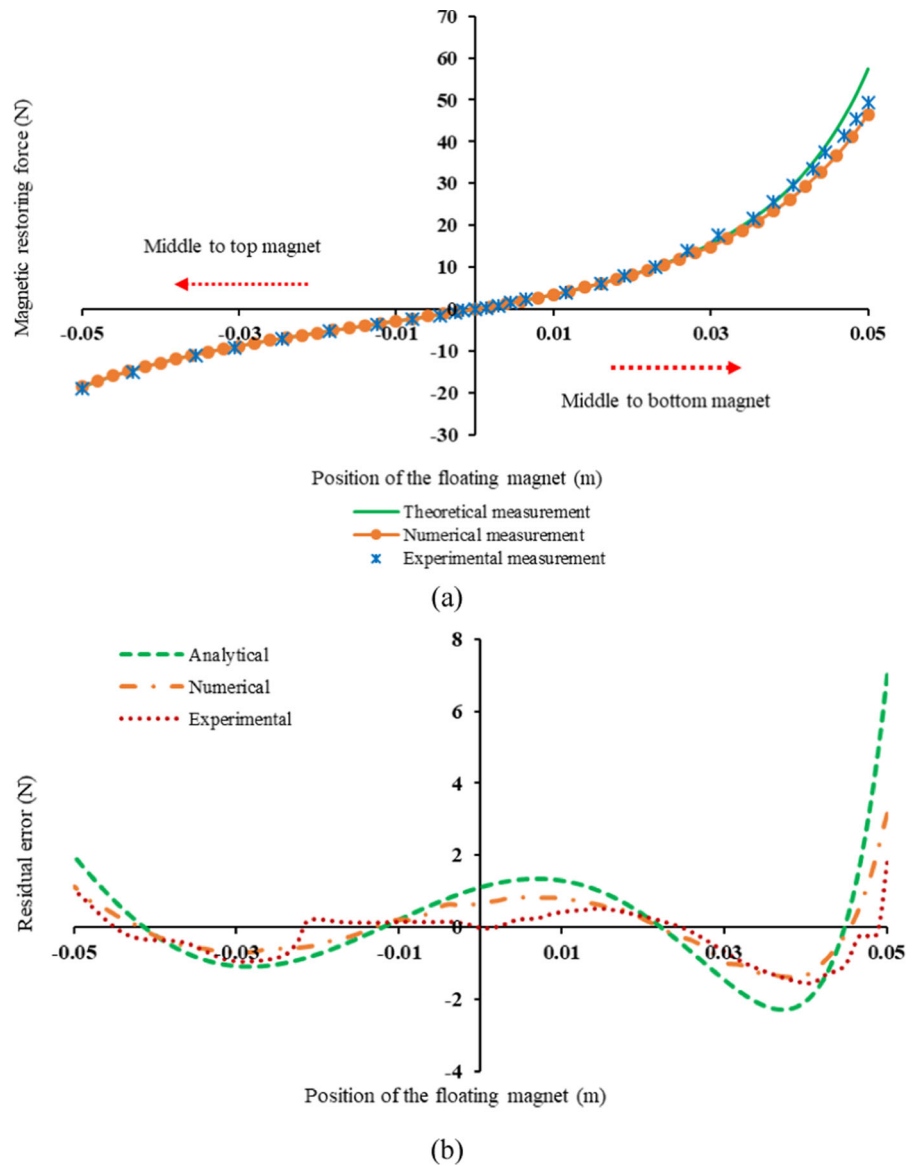 70
60
50
40
30
20
10
0
-10
-20
-30
-0.05
-0.03
-0.01
0.01
0.03
0.05
Magnetic restoring force (N)
Middle to top magnet
Middle to bottom magnet
Position of the floating magnet (m)
Theoretical measurement
Numerical measurement
Experimental measurement
(a)
8
6
4
2
0
-2
-4
-0.05
-0.03
-0.01
0.01
0.03
0.05
Residual error (N)
Analytical
Numerical
Experimental
Position of the floating magnet (m)
(b)